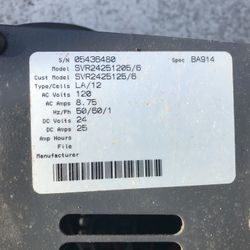 S/N 05436480 Spec BA914
Model SVR24251205/6
Cust Model SVR2425125/6
Type/Cells LA/12
AC Volts 120
AC Amps 8.75
Hz/Ph 50/60/1
DC Volts 24
DC Amps 25
Amp Hours
File
Manufacturer